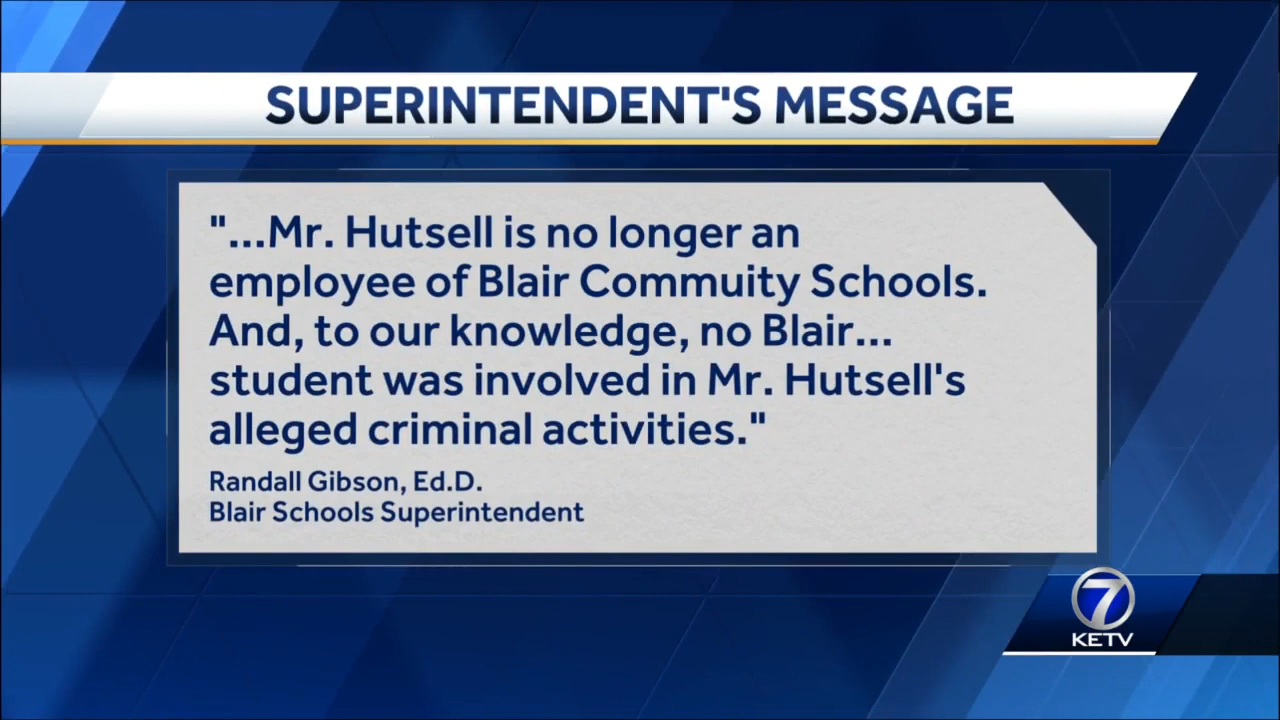 SUPERINTENDENT'S MESSAGE
"...Mr. Hutsell is no longer an
employee of Blair Commuity Schools.
And, to our knowledge, no Blair...
student was involved in Mr. Hutsell's
alleged criminal activities."
Randall Gibson, Ed.D.
Blair Schools Superintendent
7
KETV